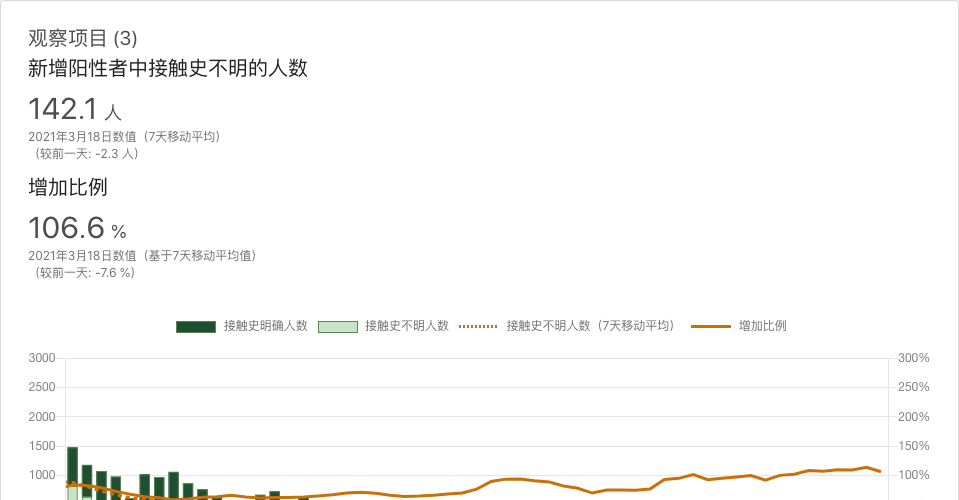 观察项目 (3)
新增阳性者中接触史不明的人数
142.1 人
2021年3月18日数值（7天移动平均）
（较前一天: -2.3 人）
增加比例
106.6 %
2021年3月18日数值（基于7天移动平均值）
（较前一天: -7.6 %）
接触史明确人数 接触史不明人数 接触史不明人数（7天移动平均） 增加比例
3000 300%
2500 250%
2000 200%
1500 150%
1000 100%